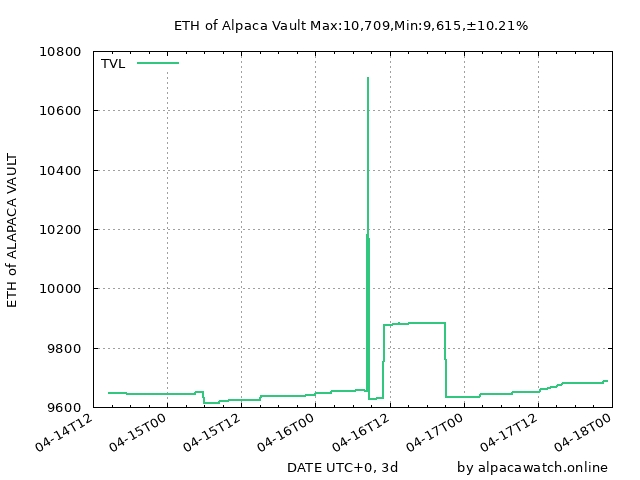 ETH of Alpaca Vault Max:10,709,Min:9,615,±10.21%
TVL
ETH of ALAPACA VAULT
10800
10600
10400
10200
10000
9800
9600
04-14T12
04-15T00
04-15T12
04-16T00
04-16T12
04-17T00
04-17T12
04-18T00
DATE UTC+0, 3d
by alpacawatch.online